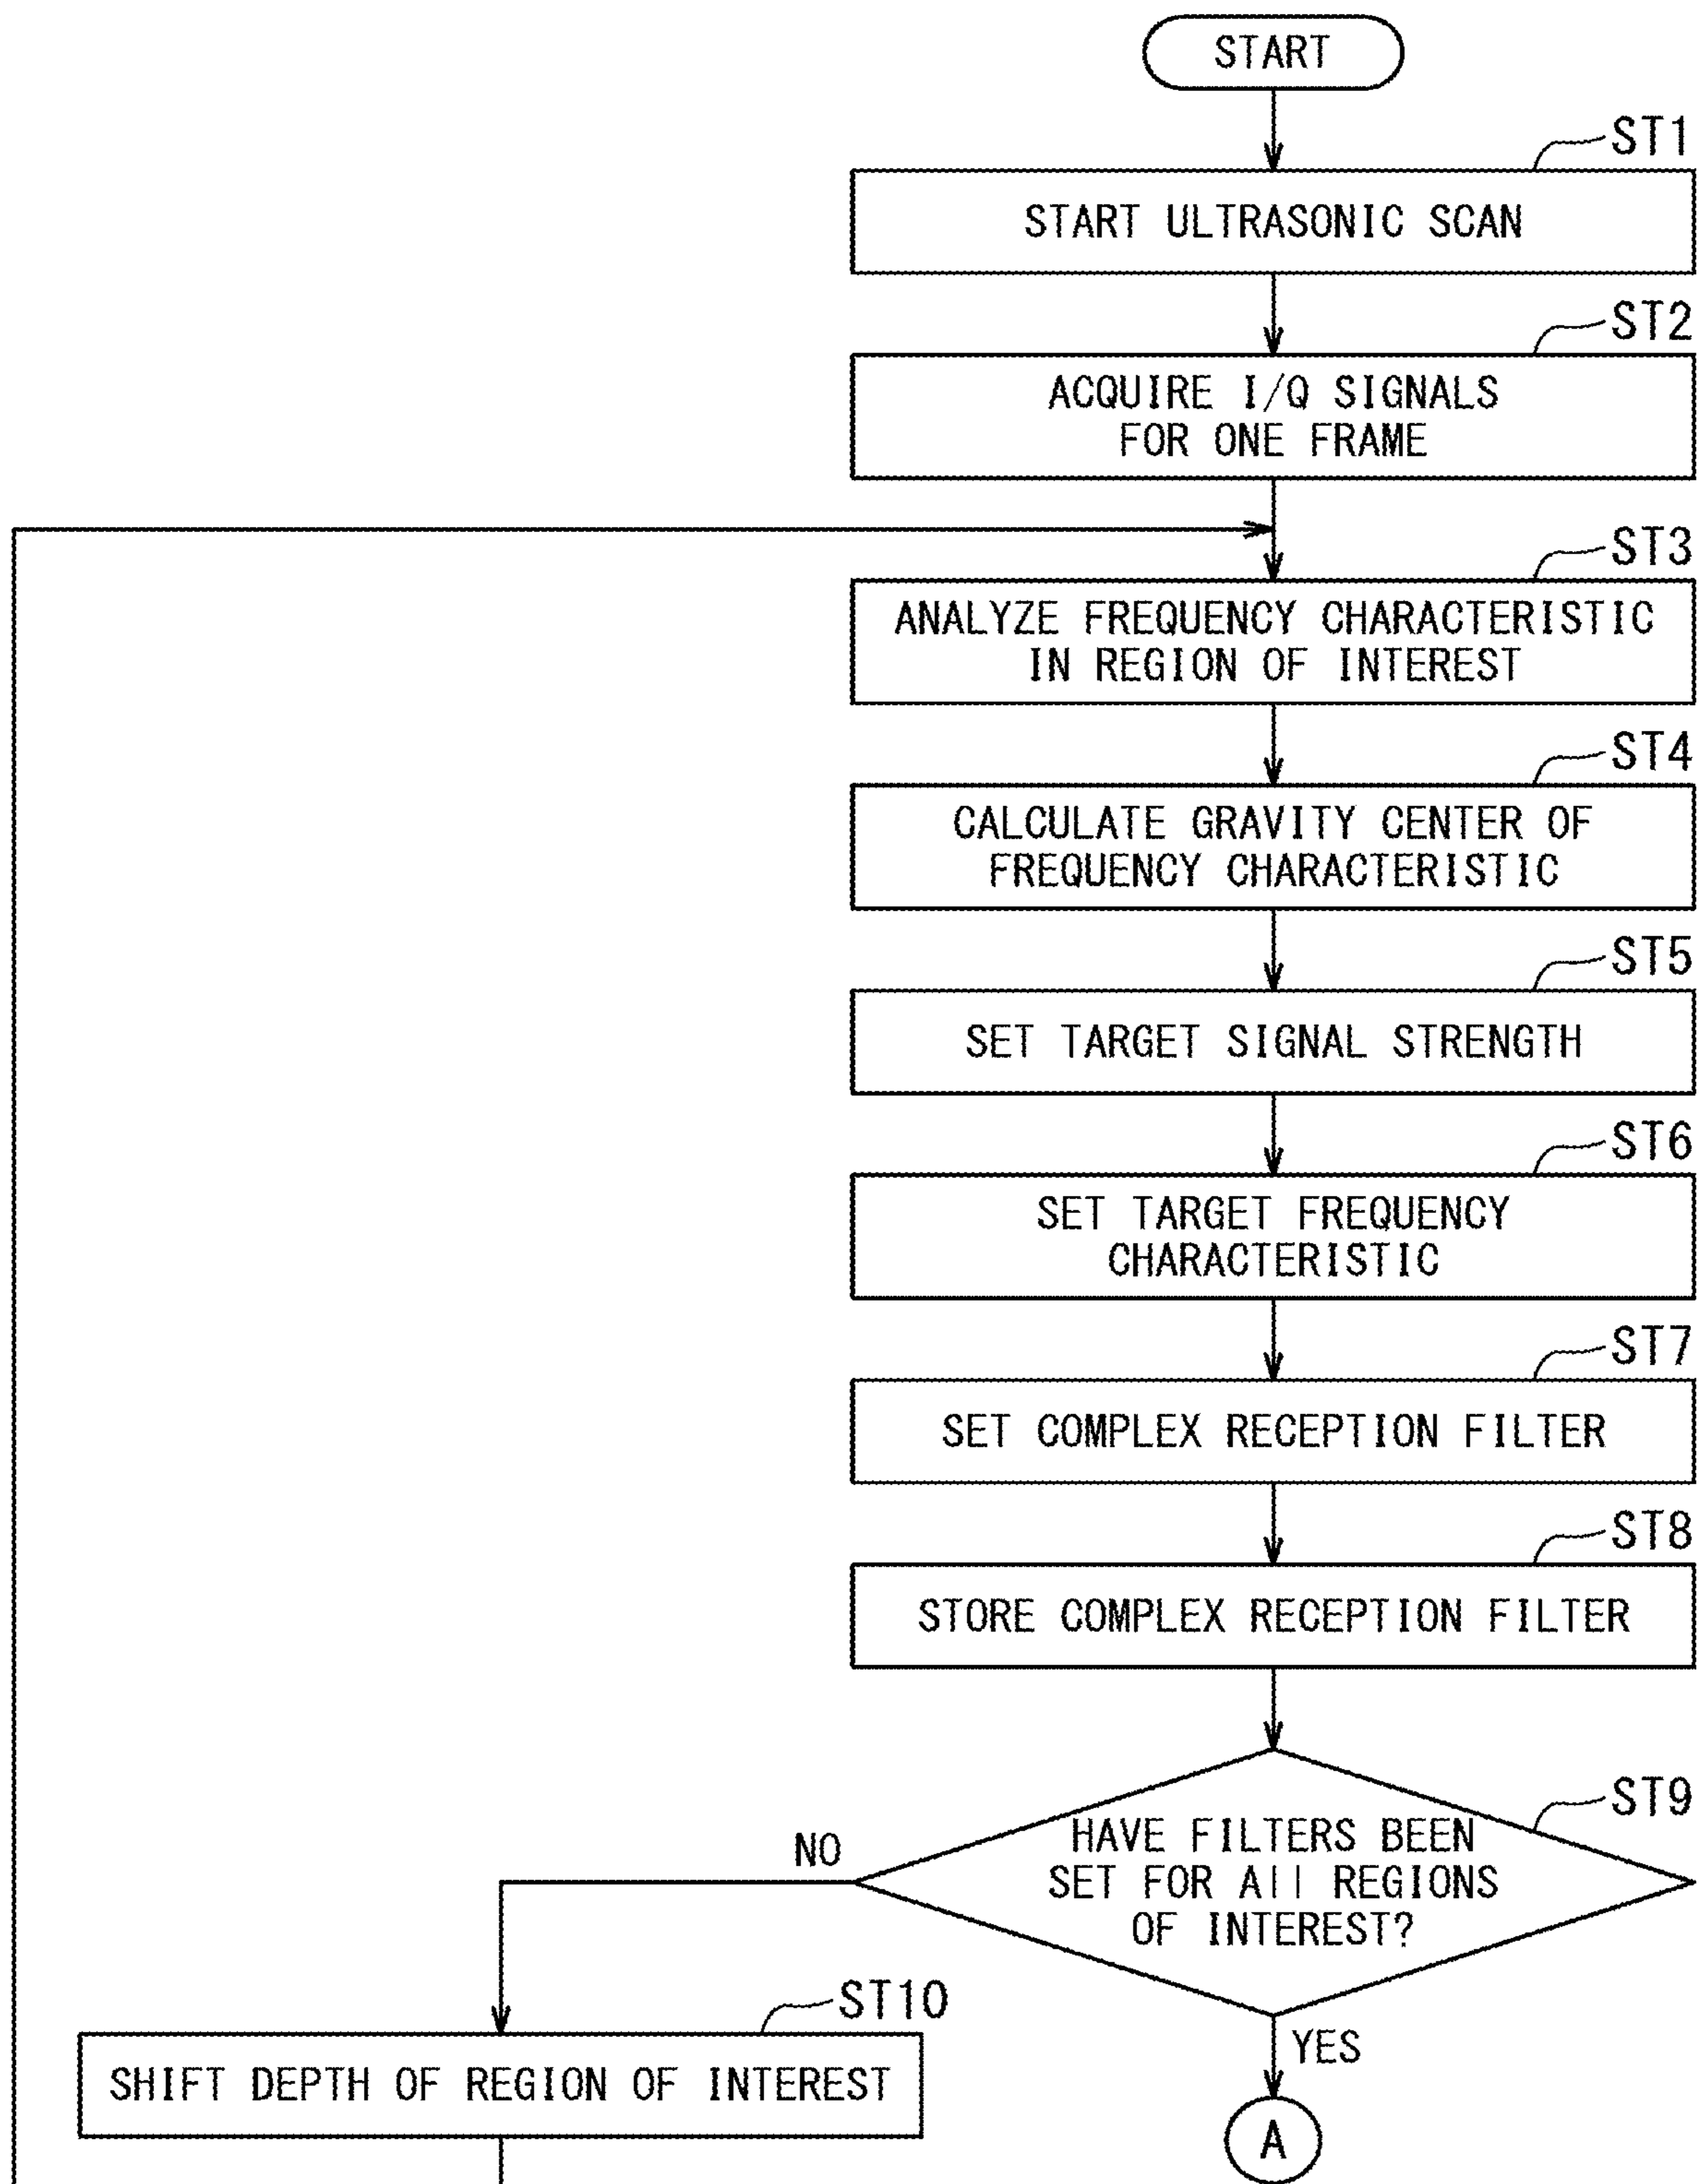 START
ST1
START ULTRASONIC SCAN
ST2
ACQUIRE I/Q SIGNALS
FOR ONE FRAME
ST3
ANALYZE FREQUENCY CHARACTERISTIC
IN REGION OF INTEREST
ST4
CALCULATE GRAVITY CENTER OF
FREQUENCY CHARACTERISTIC
ST5
SET TARGET SIGNAL STRENGTH
ST6
SET TARGET FREQUENCY
CHARACTERISTIC
ST7
SET COMPLEX RECEPTION FILTER
ST8
STORE COMPLEX RECEPTION FILTER
ST9
HAVE FILTERS BEEN
SET FOR All REGIONS
OF INTEREST?
NO
ST10
SHIFT DEPTH OF REGION OF INTEREST
YES
A